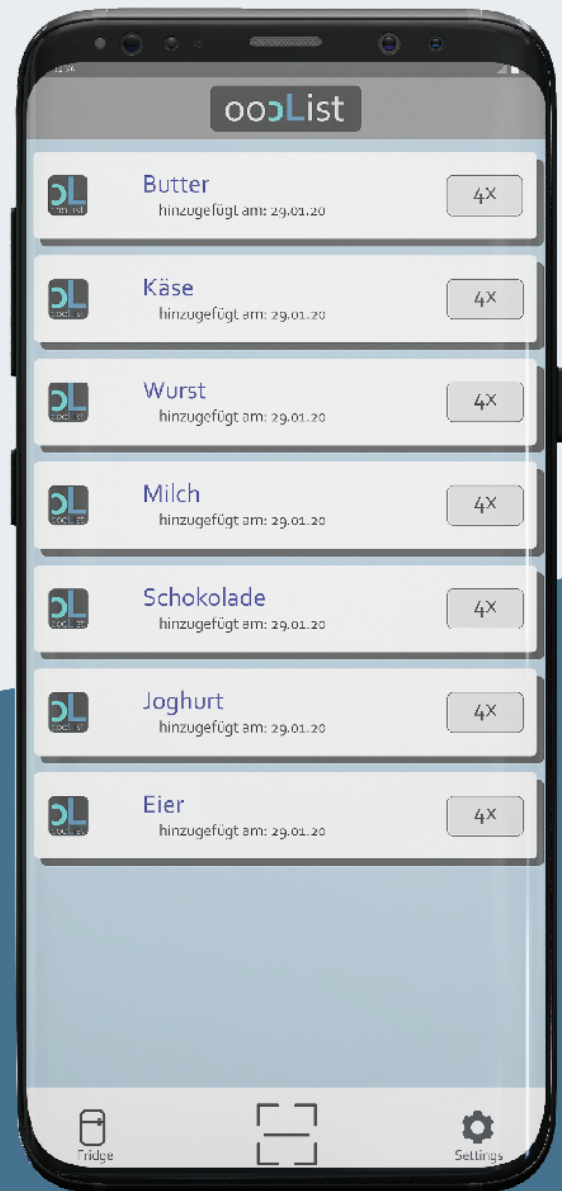 ooɔList
Butter
hinzugefügt am: 29.01.20
4x
Käse
hinzugefügt am: 29.01.20
4x
Wurst
hinzugefügt am: 29.01.20
4x
Milch
hinzugefügt am: 29.01.20
4x
Schokolade
hinzugefügt am: 29.01.20
4x
Joghurt
hinzugefügt am: 29.01.20
4x
Eier
hinzugefügt am: 29.01.20
4x
Fridge
Settings